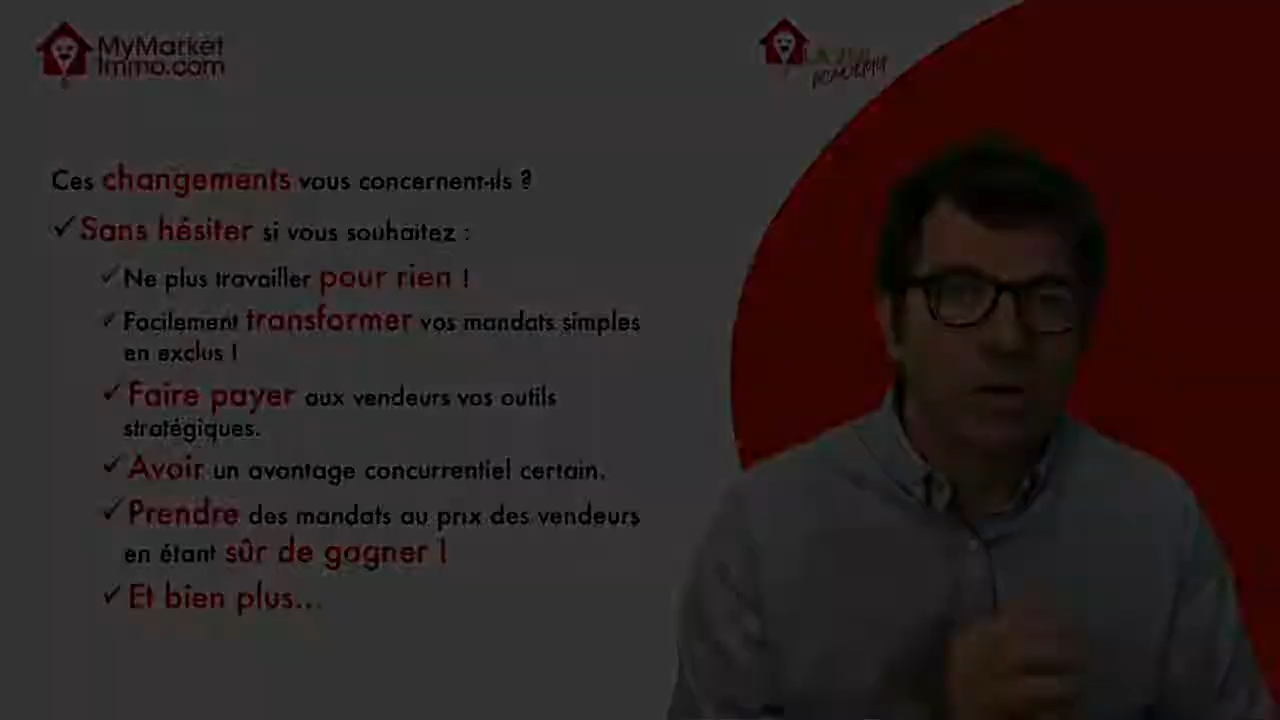 MyMarket
Immo.com
Ces changements vous concernent-ils ?
Sans hésiter si vous souhaitez :
Ne plus travailler pour rien !
Facilement transformer vos mandats simples
en exclus !
Faire payer aux vendeurs vos outils
stratégiques.
Avoir un avantage concurrentiel certain.
Prendre des mandats au prix des vendeurs
en étant sûr de gagner !
Et bien plus...